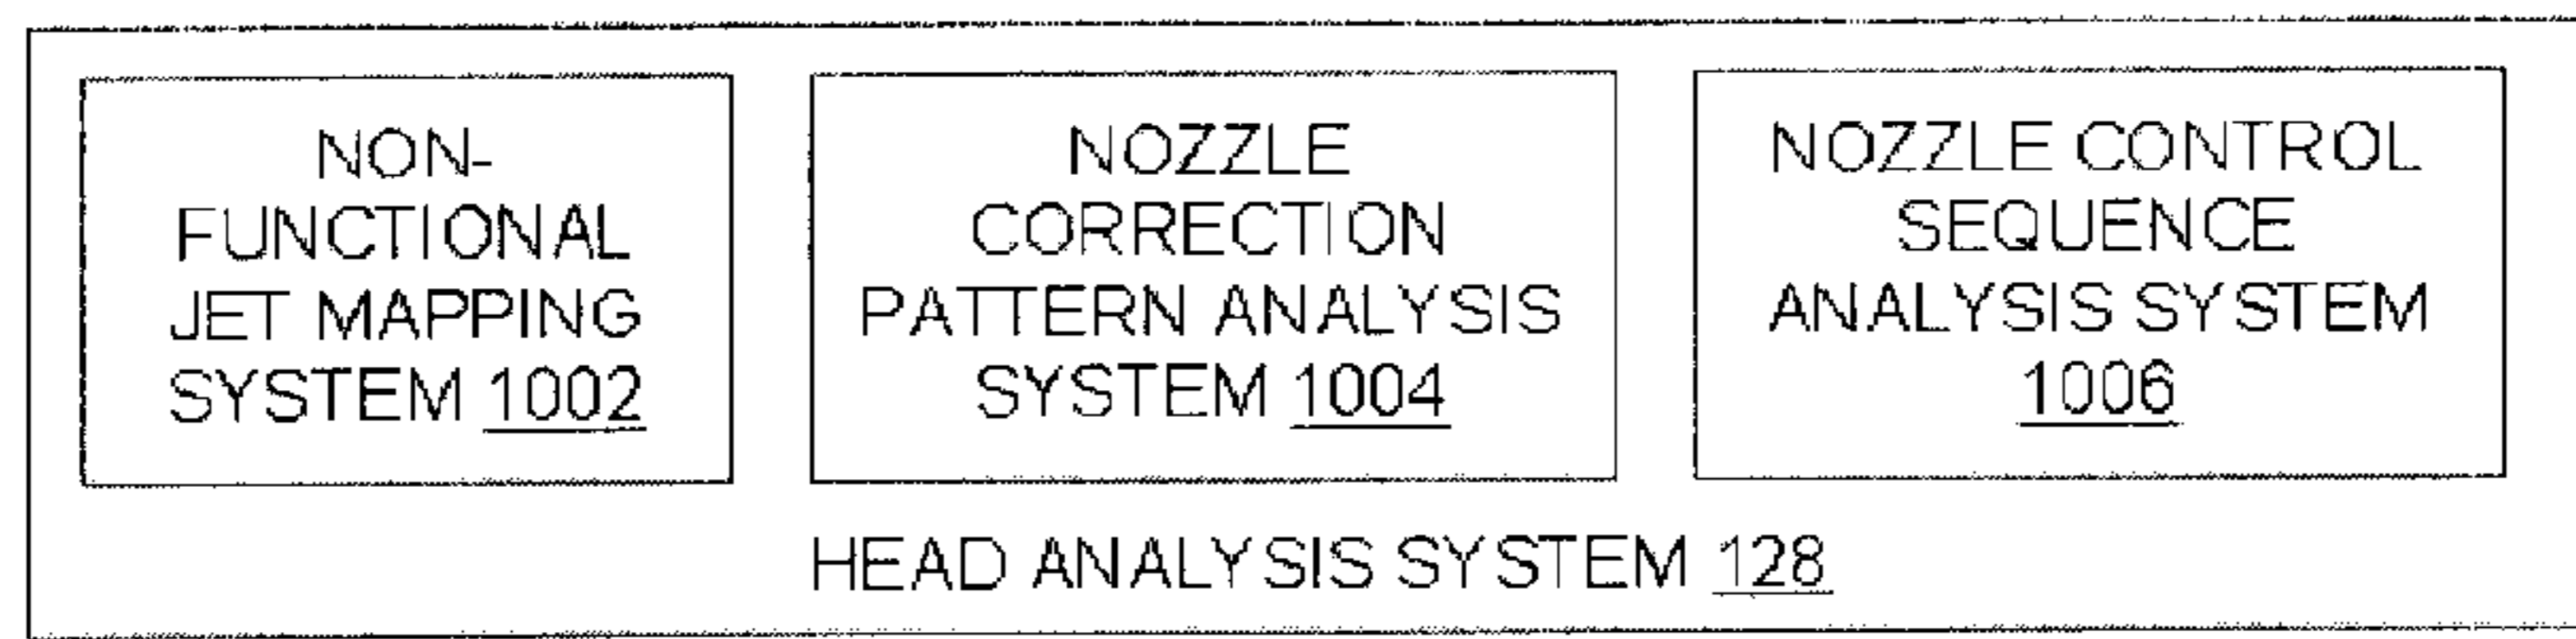 NON-
FUNCTIONAL
JET MAPPING
SYSTEM 1002
NOZZLE
CORRECTION
PATTERN ANALYSIS
SYSTEM 1004
NOZZLE CONTROL
SEQUENCE
ANALYSIS SYSTEM
1006
HEAD ANALYSIS SYSTEM 128